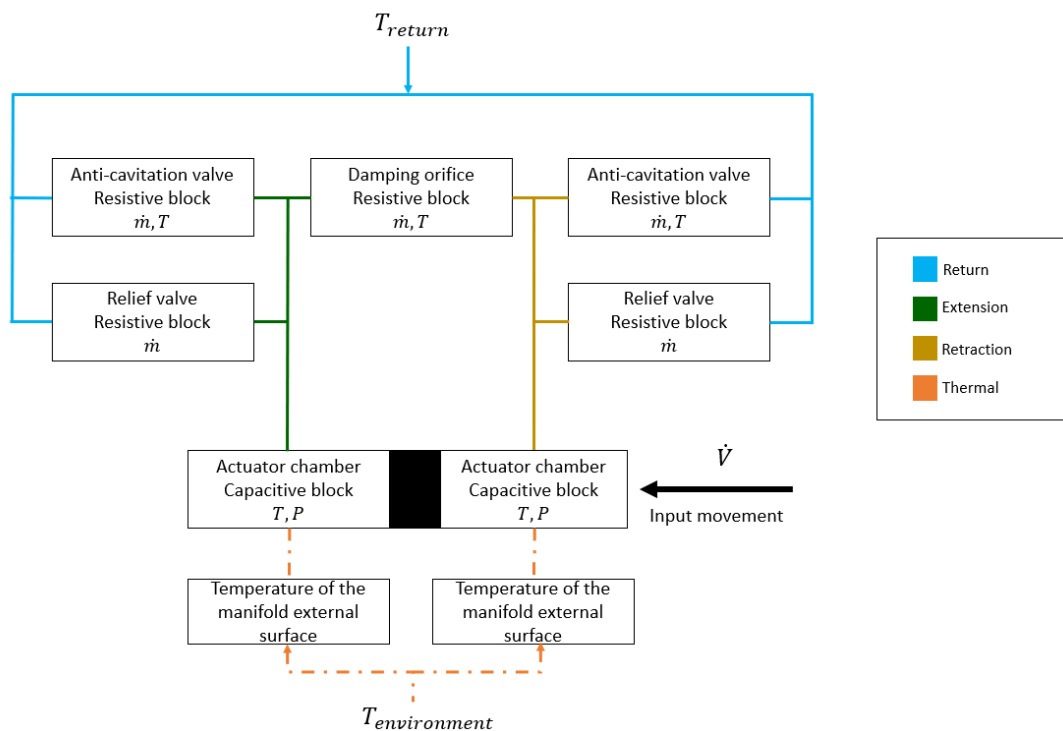 T_return
Anti-cavitation valve
Resistive block
ṁ, T
Damping orifice
Resistive block
ṁ, T
Anti-cavitation valve
Resistive block
ṁ, T
Relief valve
Resistive block
ṁ
Relief valve
Resistive block
ṁ
Return
Extension
Retraction
Thermal
Actuator chamber
Capacitive block
T, P
Actuator chamber
Capacitive block
T, P
V̇
Input movement
Temperature of the
manifold external
surface
Temperature of the
manifold external
surface
T_environment